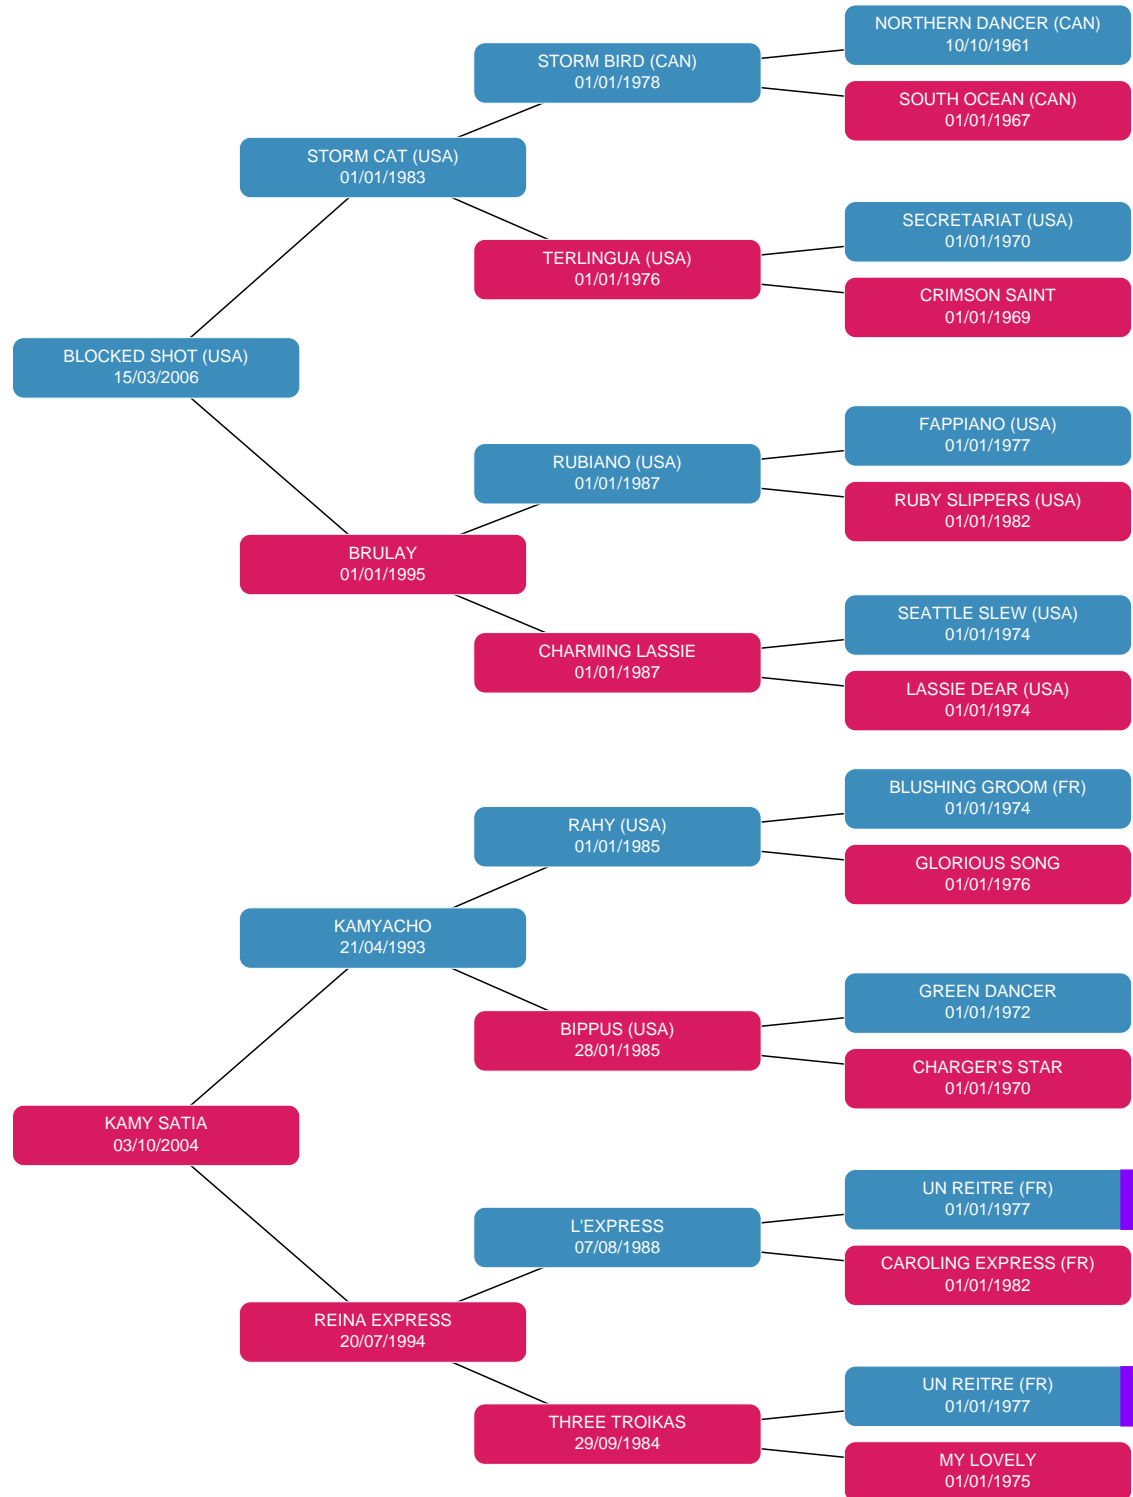 NORTHERN DANCER (CAN)
10/10/1961
STORM BIRD (CAN)
01/01/1978
SOUTH OCEAN (CAN)
01/01/1967
STORM CAT (USA)
01/01/1983
SECRETARIAT (USA)
01/01/1970
TERLINGUA (USA)
01/01/1976
CRIMSON SAINT
01/01/1969
BLOCKED SHOT (USA)
15/03/2006
FAPPIANO (USA)
01/01/1977
RUBIANO (USA)
01/01/1987
RUBY SLIPPERS (USA)
01/01/1982
BRULAY
01/01/1995
SEATTLE SLEW (USA)
01/01/1974
CHARMING LASSIE
01/01/1987
LASSIE DEAR (USA)
01/01/1974
BLUSHING GROOM (FR)
01/01/1974
RAHY (USA)
01/01/1985
GLORIOUS SONG
01/01/1976
KAMYACHO
21/04/1993
GREEN DANCER
01/01/1972
BIPPUS (USA)
28/01/1985
CHARGER'S STAR
01/01/1970
KAMY SATIA
03/10/2004
UN REITRE (FR)
01/01/1977
L'EXPRESS
07/08/1988
CAROLING EXPRESS (FR)
01/01/1982
REINA EXPRESS
20/07/1994
UN REITRE (FR)
01/01/1977
THREE TROIKAS
29/09/1984
MY LOVELY
01/01/1975